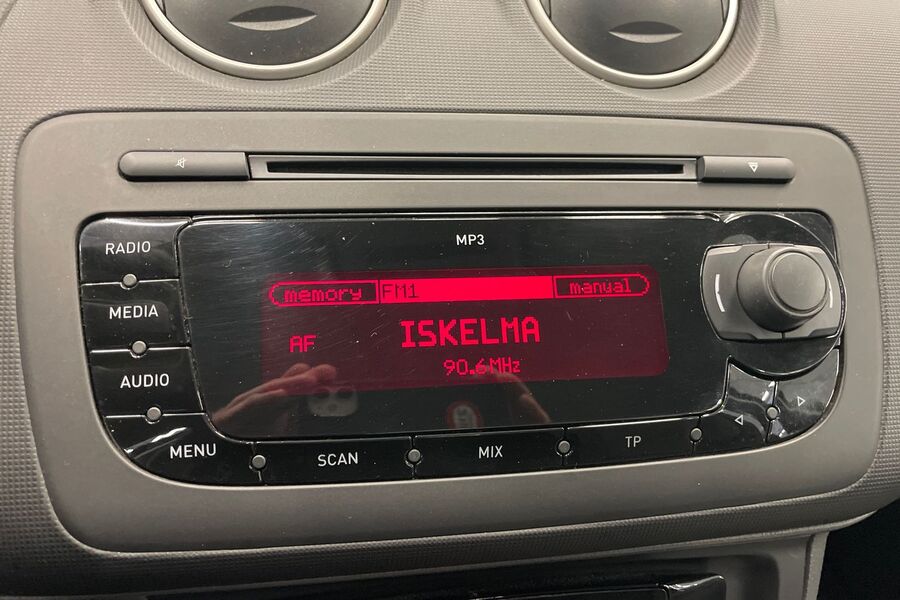 MP3
RADIO
MEDIA
AUDIO
MENU
memory FM1 manual
AF ISKELMA
90.6MHz
SCAN MIX TP